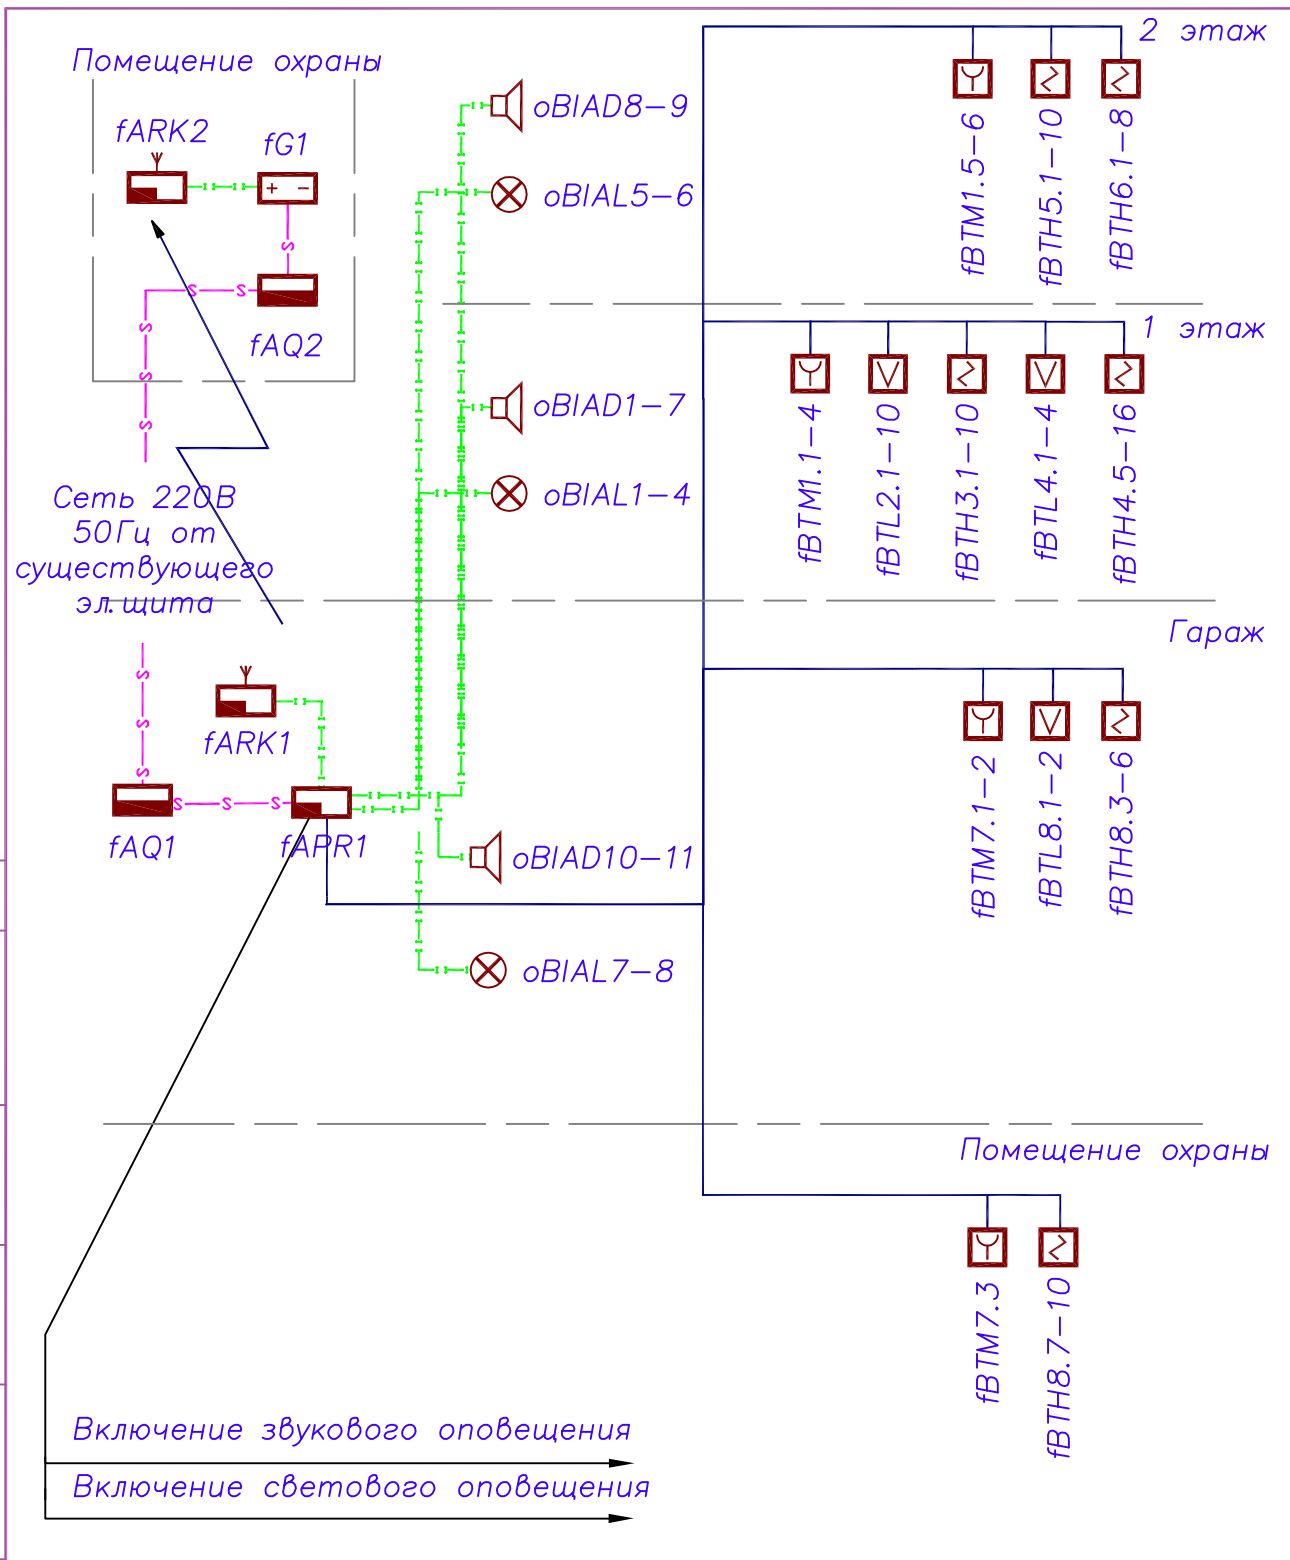 2 этаж
Помещение охраны
fARK2
fG1
oBIAD8-9
oBIAL5-6
fBTM1.5-6
fBTH5.1-10
fBTH6.1-8
fAQ2
1 этаж
oBIAD1-7
oBIAL1-4
fBTM1.1-4
fBTL2.1-10
fBTH3.1-10
fBTL4.1-4
fBTH4.5-16
Сеть 220В
50Гц от
существующего
эл.щита
Гараж
fARK1
fBTM7.1-2
fBTL8.1-2
fBTH8.3-6
fAQ1
fAPR1
oBIAD10-11
oBIAL7-8
Помещение охраны
fBTM7.3
fBTH8.7-10
Включение звукового оповещения
Включение светового оповещения